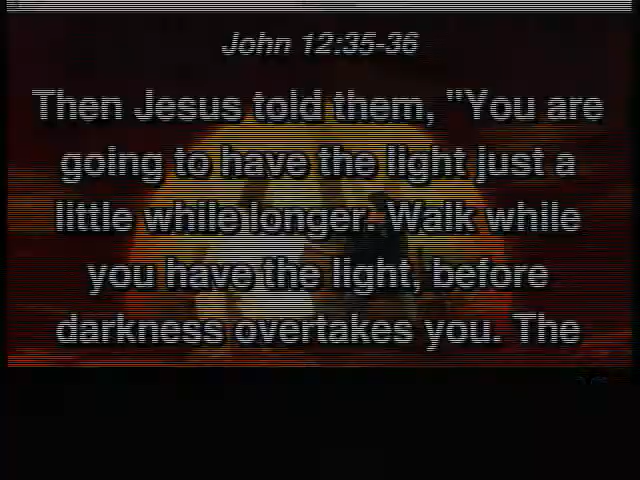 John 12:35-36
Then Jesus told them, "You are
going to have the light just a
little while longer. Walk while
you have the light, before
darkness overtakes you. The